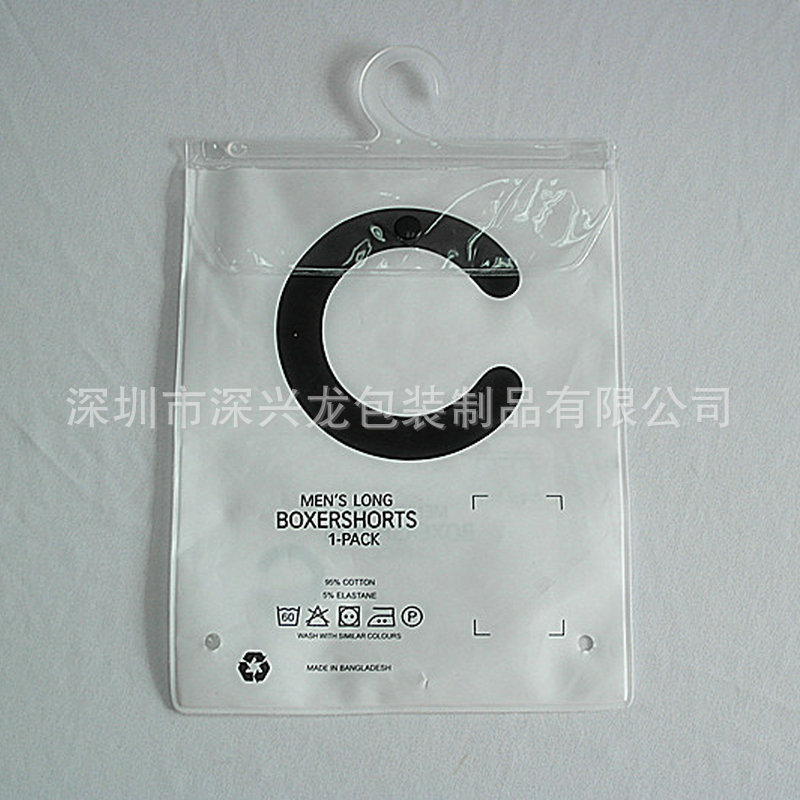 C
深圳市深兴龙包装制品有限公司
MEN'S LONG
BOXERSHORTS
1-PACK
95% COTTON
5% ELASTANE
60 P
WASH WITH SIMILAR COLOURS
MADE IN BANGLADESH